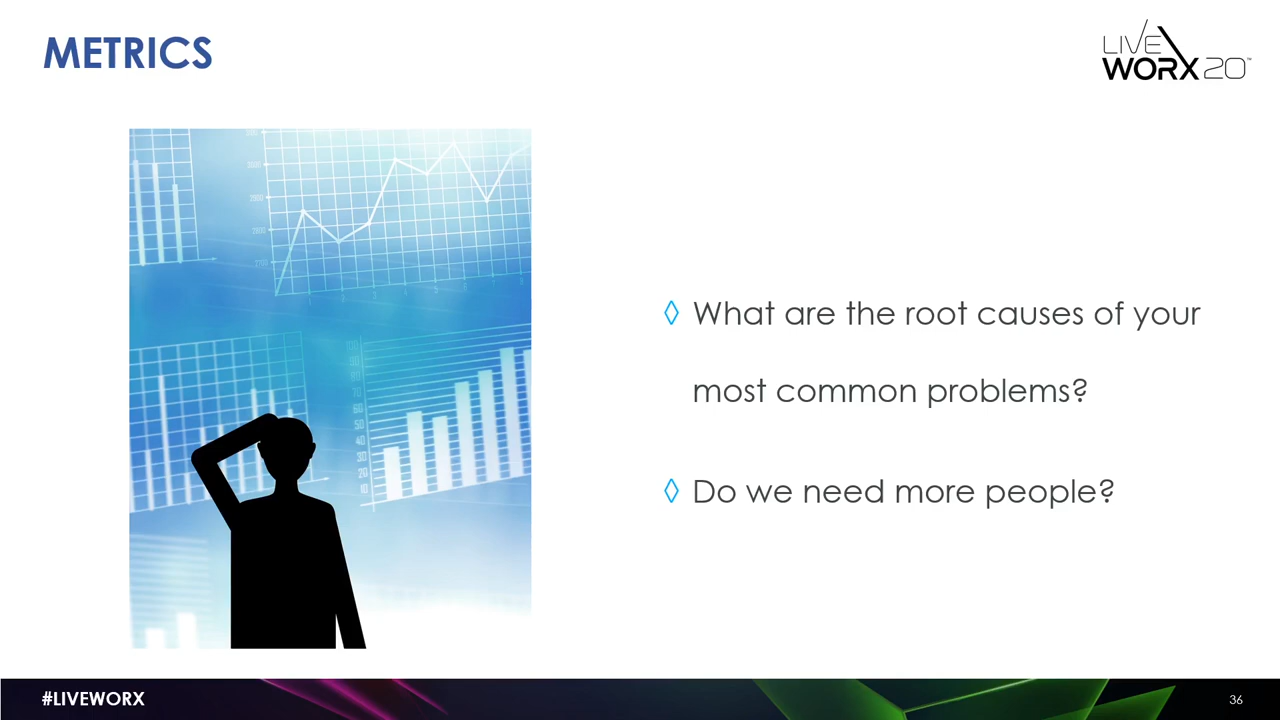 METRICS
LIVE
WORX 20™
◊ What are the root causes of your
most common problems?
◊ Do we need more people?
#LIVEWORX
36